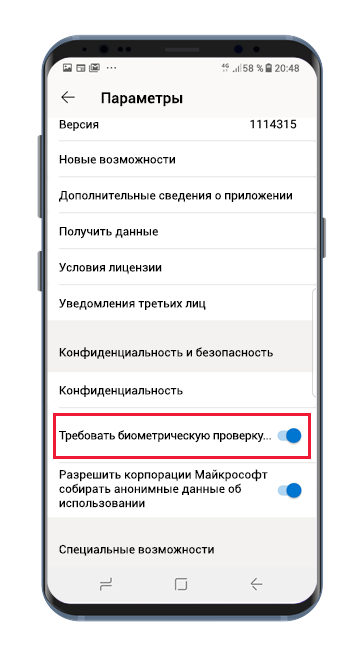 4G 58 % 20:48
Параметры
Версия 1114315
Новые возможности
Дополнительные сведения о приложении
Получить данные
Условия лицензии
Уведомления третьих лиц
Конфиденциальность и безопасность
Конфиденциальность
Требовать биометрическую проверку...
Разрешить корпорации Майкрософт
собирать анонимные данные об
использовании
Специальные возможности